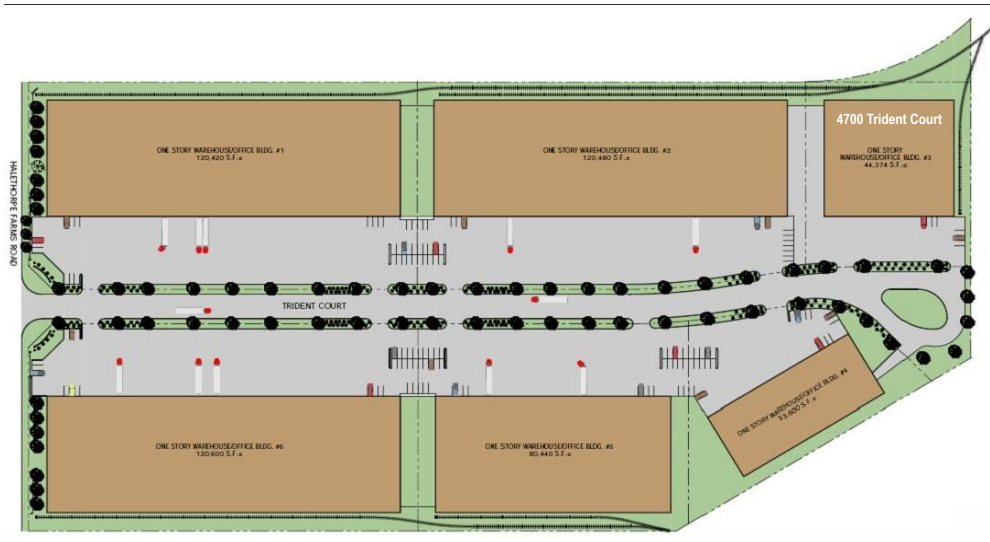 4700 Trident Court
ONE STORY WAREHOUSE/OFFICE BLDG. #1
120,420 S.F.±
ONE STORY WAREHOUSE/OFFICE BLDG. #2
120,480 S.F.±
ONE STORY
WAREHOUSE/OFFICE BLDG. #3
44,374 S.F.±
HALETHORPE FARMS ROAD
TRIDENT COURT
ONE STORY WAREHOUSE/OFFICE BLDG. #4
33,600 S.F.±
ONE STORY WAREHOUSE/OFFICE BLDG. #6
120,600 S.F.±
ONE STORY WAREHOUSE/OFFICE BLDG. #5
80,440 S.F.±